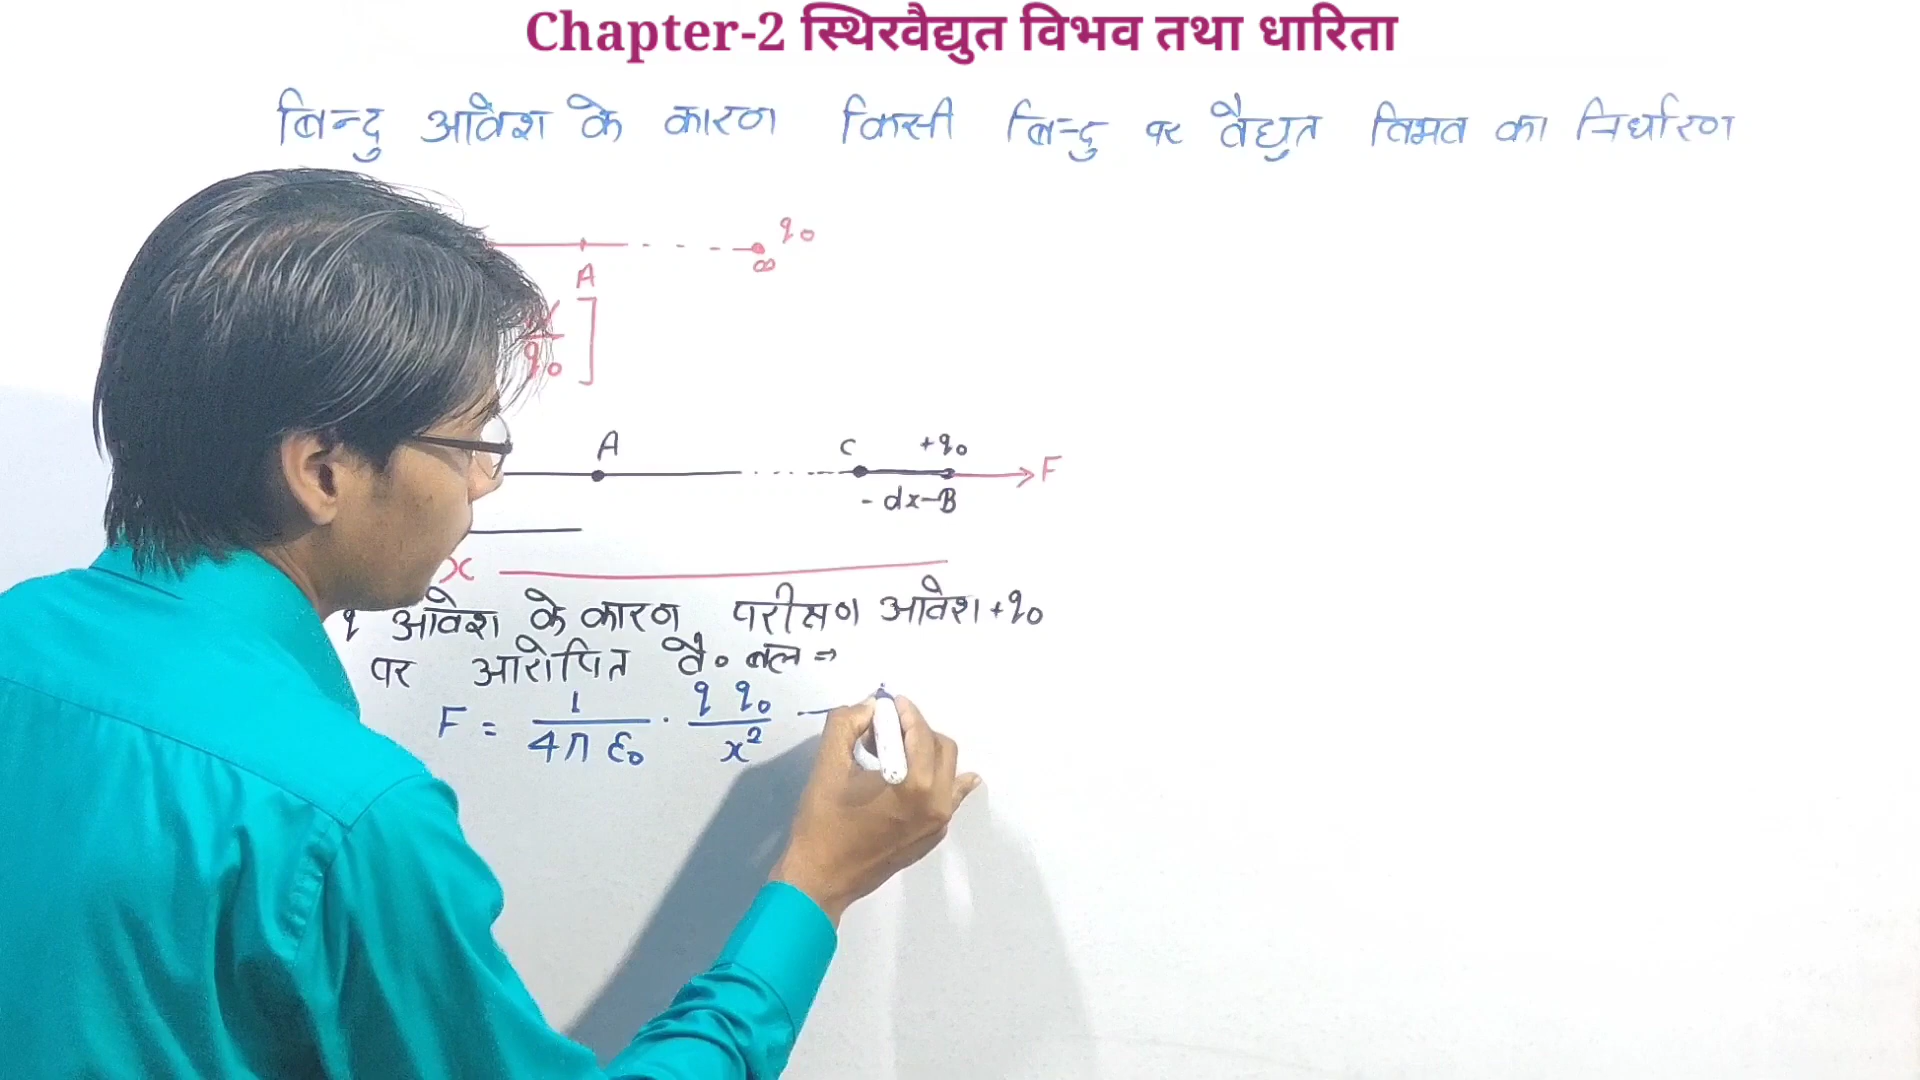 Chapter-2 स्थिरवैद्युत विभव तथा धारिता
बिन्दु आवेश के कारण किसी बिन्दु पर वैद्युत विभव का निर्धारण
q₀
∞
A
q₀ ]
A C +q₀ F
- dx-B
x
q आवेश के कारण परीक्षण आवेश +q₀
पर आरोपित वै० बल ⇒
F = 1/4π ε₀ . q q₀/x² —